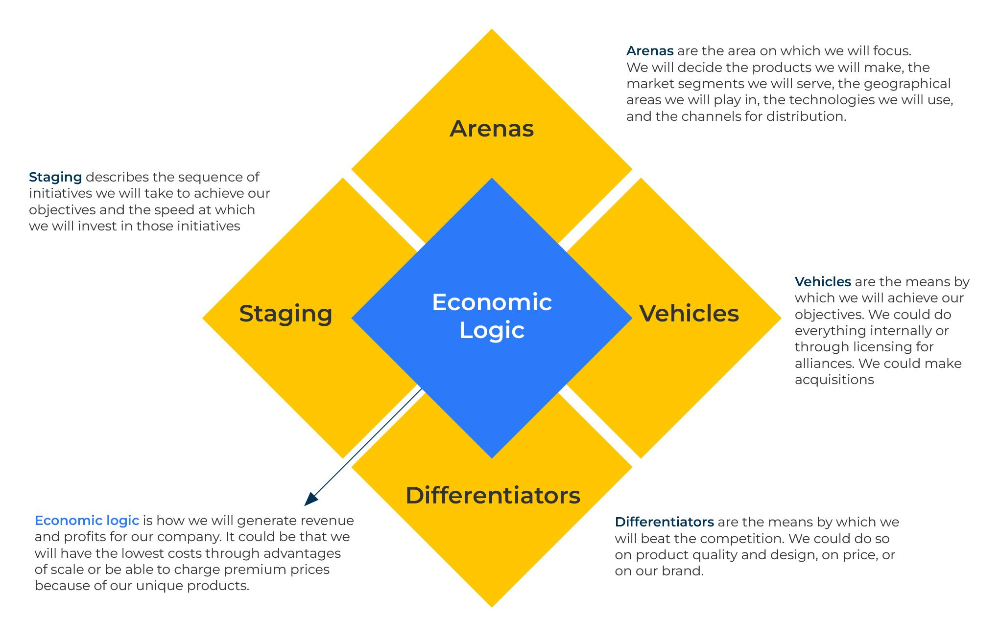 Arenas
Arenas are the area on which we will focus.
We will decide the products we will make, the
market segments we will serve, the geographical
areas we will play in, the technologies we will use,
and the channels for distribution.
Staging describes the sequence of
initiatives we will take to achieve our
objectives and the speed at which
we will invest in those initiatives
Staging
Economic
Logic
Vehicles
Vehicles are the means by
which we will achieve our
objectives. We could do
everything internally or
through licensing for
alliances. We could make
acquisitions
Differentiators
Economic logic is how we will generate revenue
and profits for our company. It could be that we
will have the lowest costs through advantages
of scale or be able to charge premium prices
because of our unique products.
Differentiators are the means by which we
will beat the competition. We could do so
on product quality and design, on price, or
on our brand.